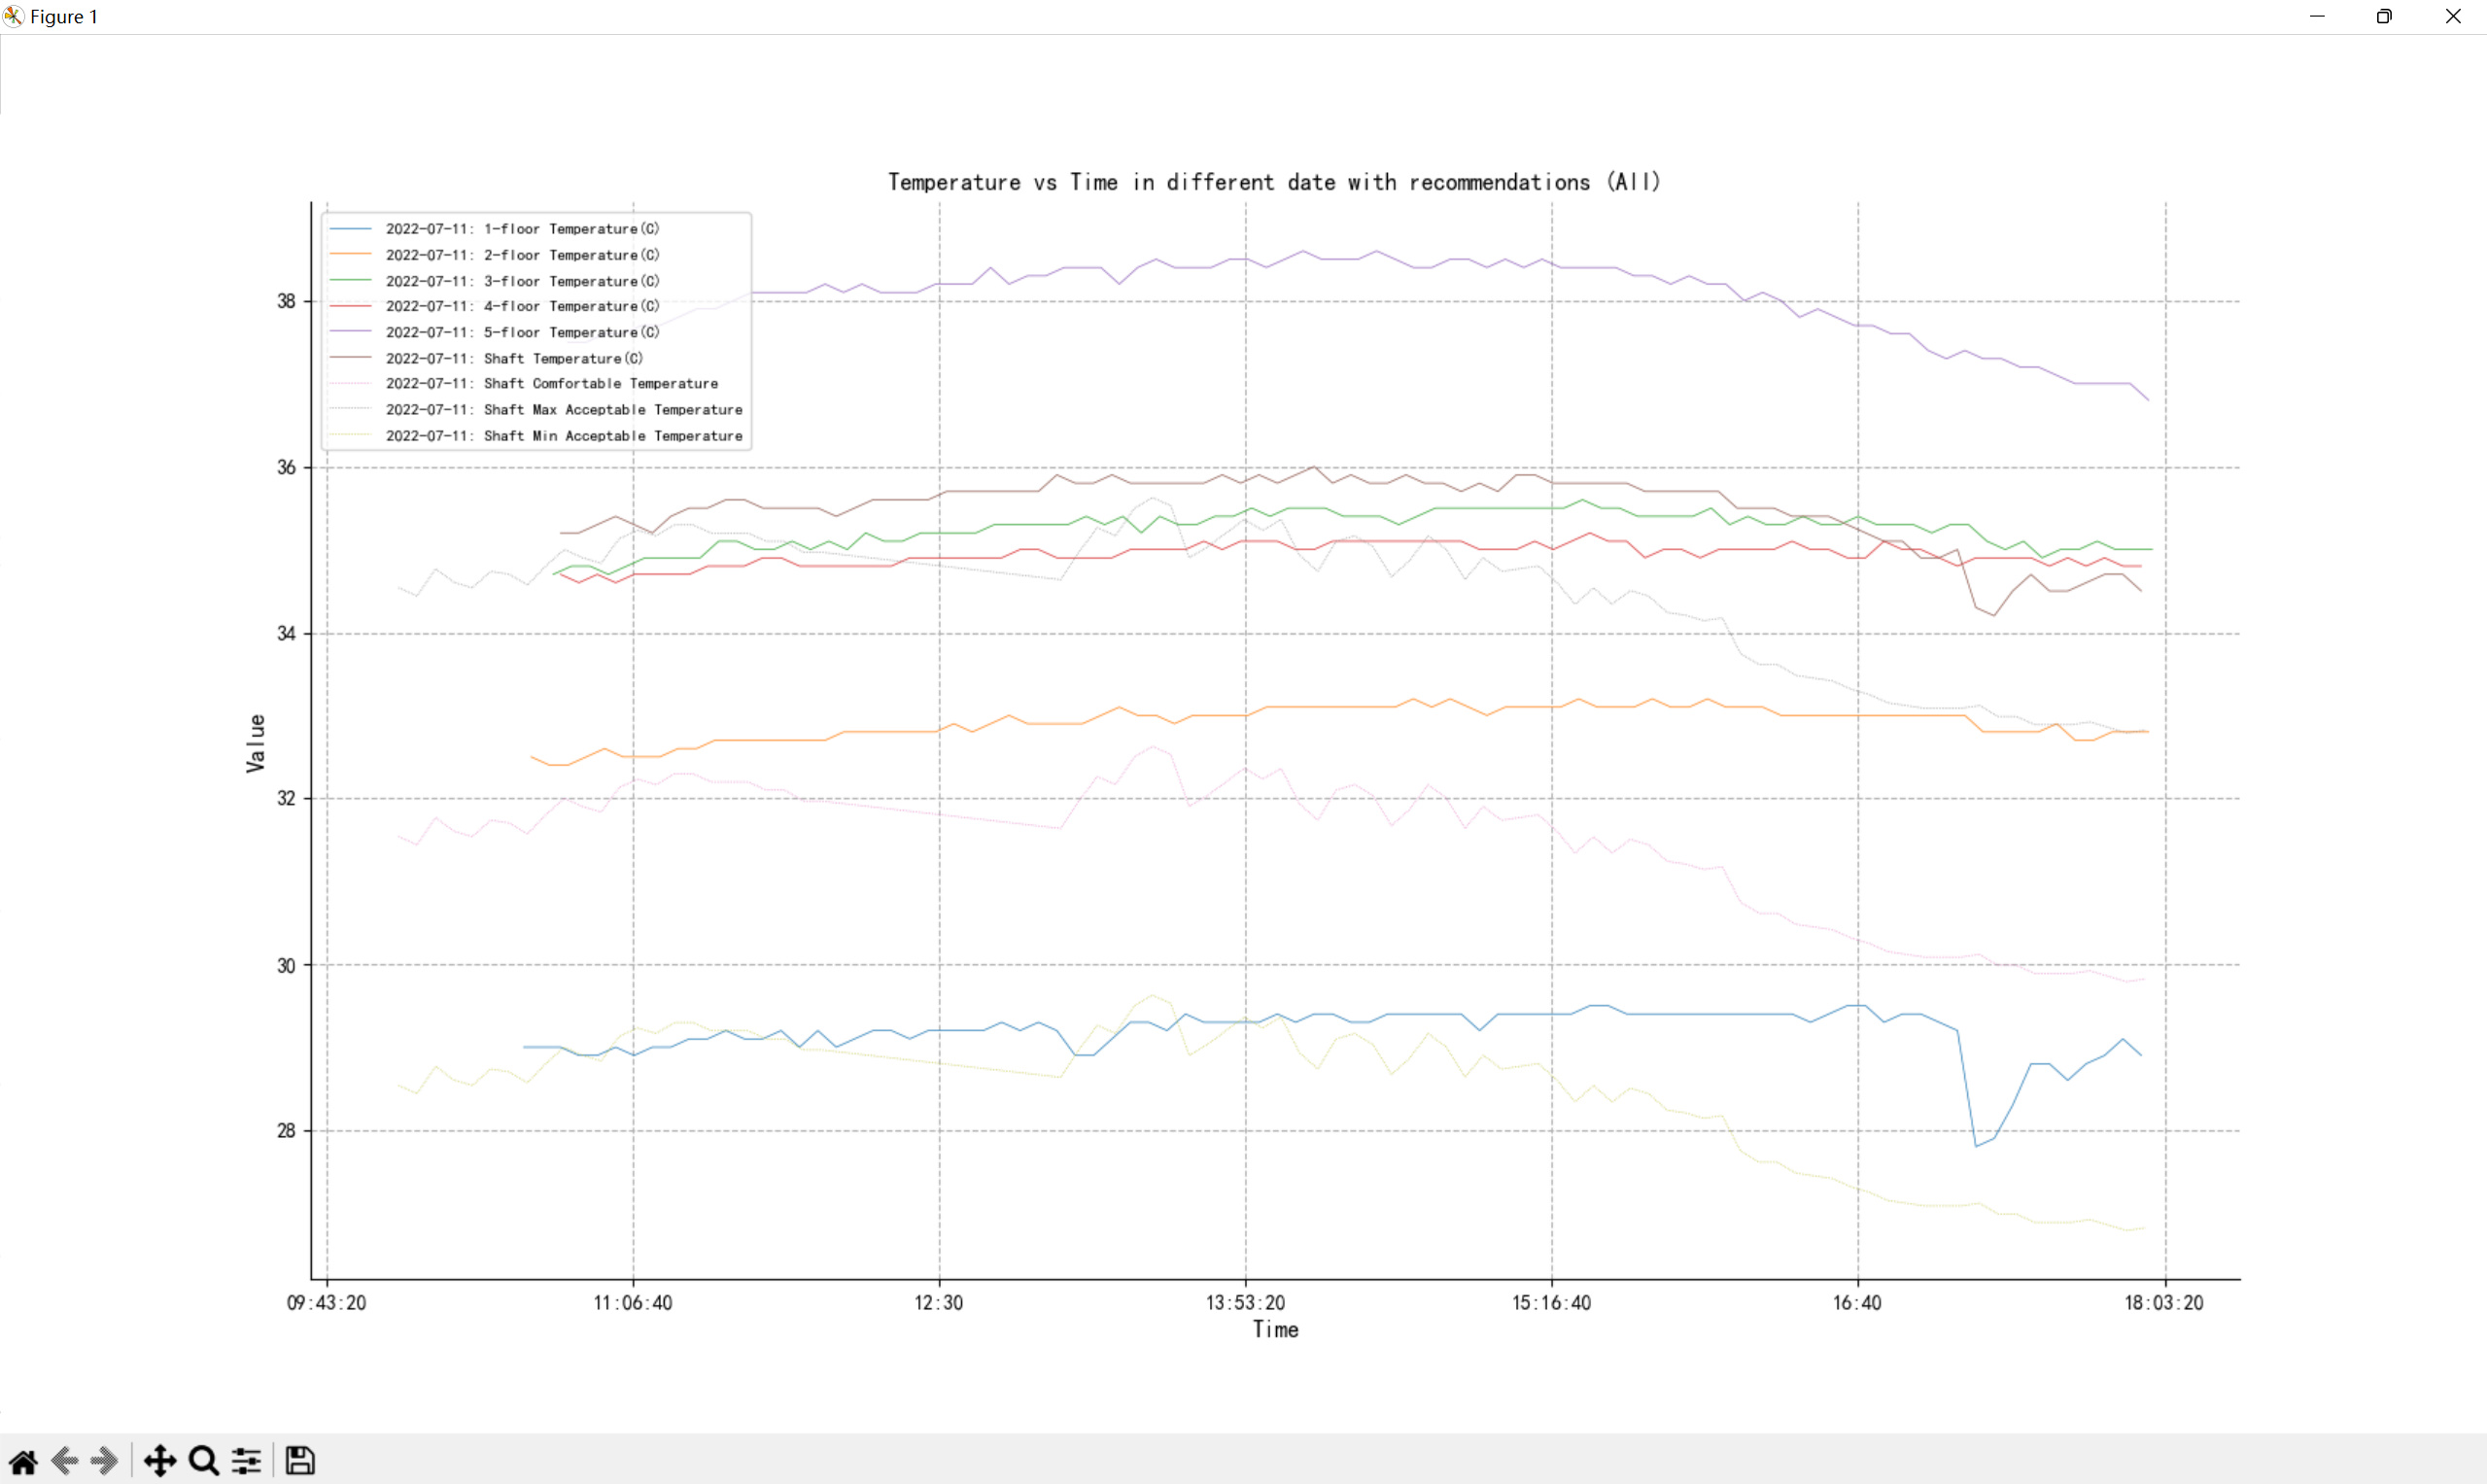 Figure 1
Temperature vs Time in different date with recommendations (All)
2022-07-11: 1-floor Temperature(C)
2022-07-11: 2-floor Temperature(C)
2022-07-11: 3-floor Temperature(C)
2022-07-11: 4-floor Temperature(C)
2022-07-11: 5-floor Temperature(C)
2022-07-11: Shaft Temperature(C)
2022-07-11: Shaft Comfortable Temperature
2022-07-11: Shaft Max Acceptable Temperature
2022-07-11: Shaft Min Acceptable Temperature
38
36
34
32
30
28
Value
09:43:20 11:06:40 12:30 13:53:20 15:16:40 16:40 18:03:20
Time